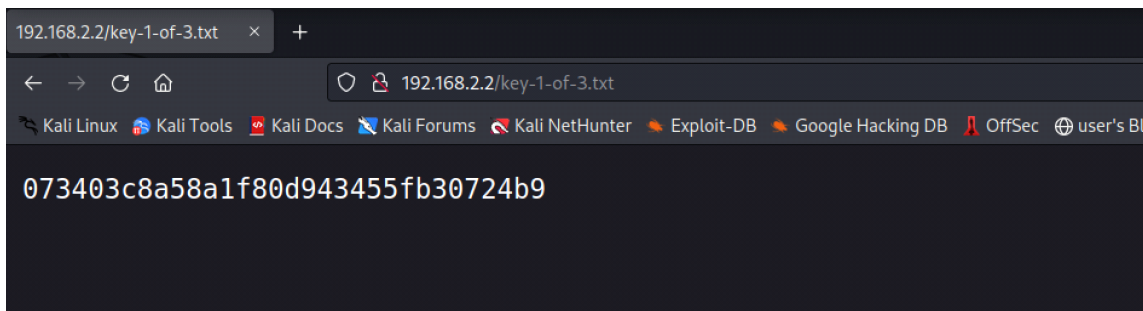 192.168.2.2/key-1-of-3.txt
192.168.2.2/key-1-of-3.txt
Kali Linux Kali Tools Kali Docs Kali Forums Kali NetHunter Exploit-DB Google Hacking DB OffSec user's Bl
073403c8a58a1f80d943455fb30724b9